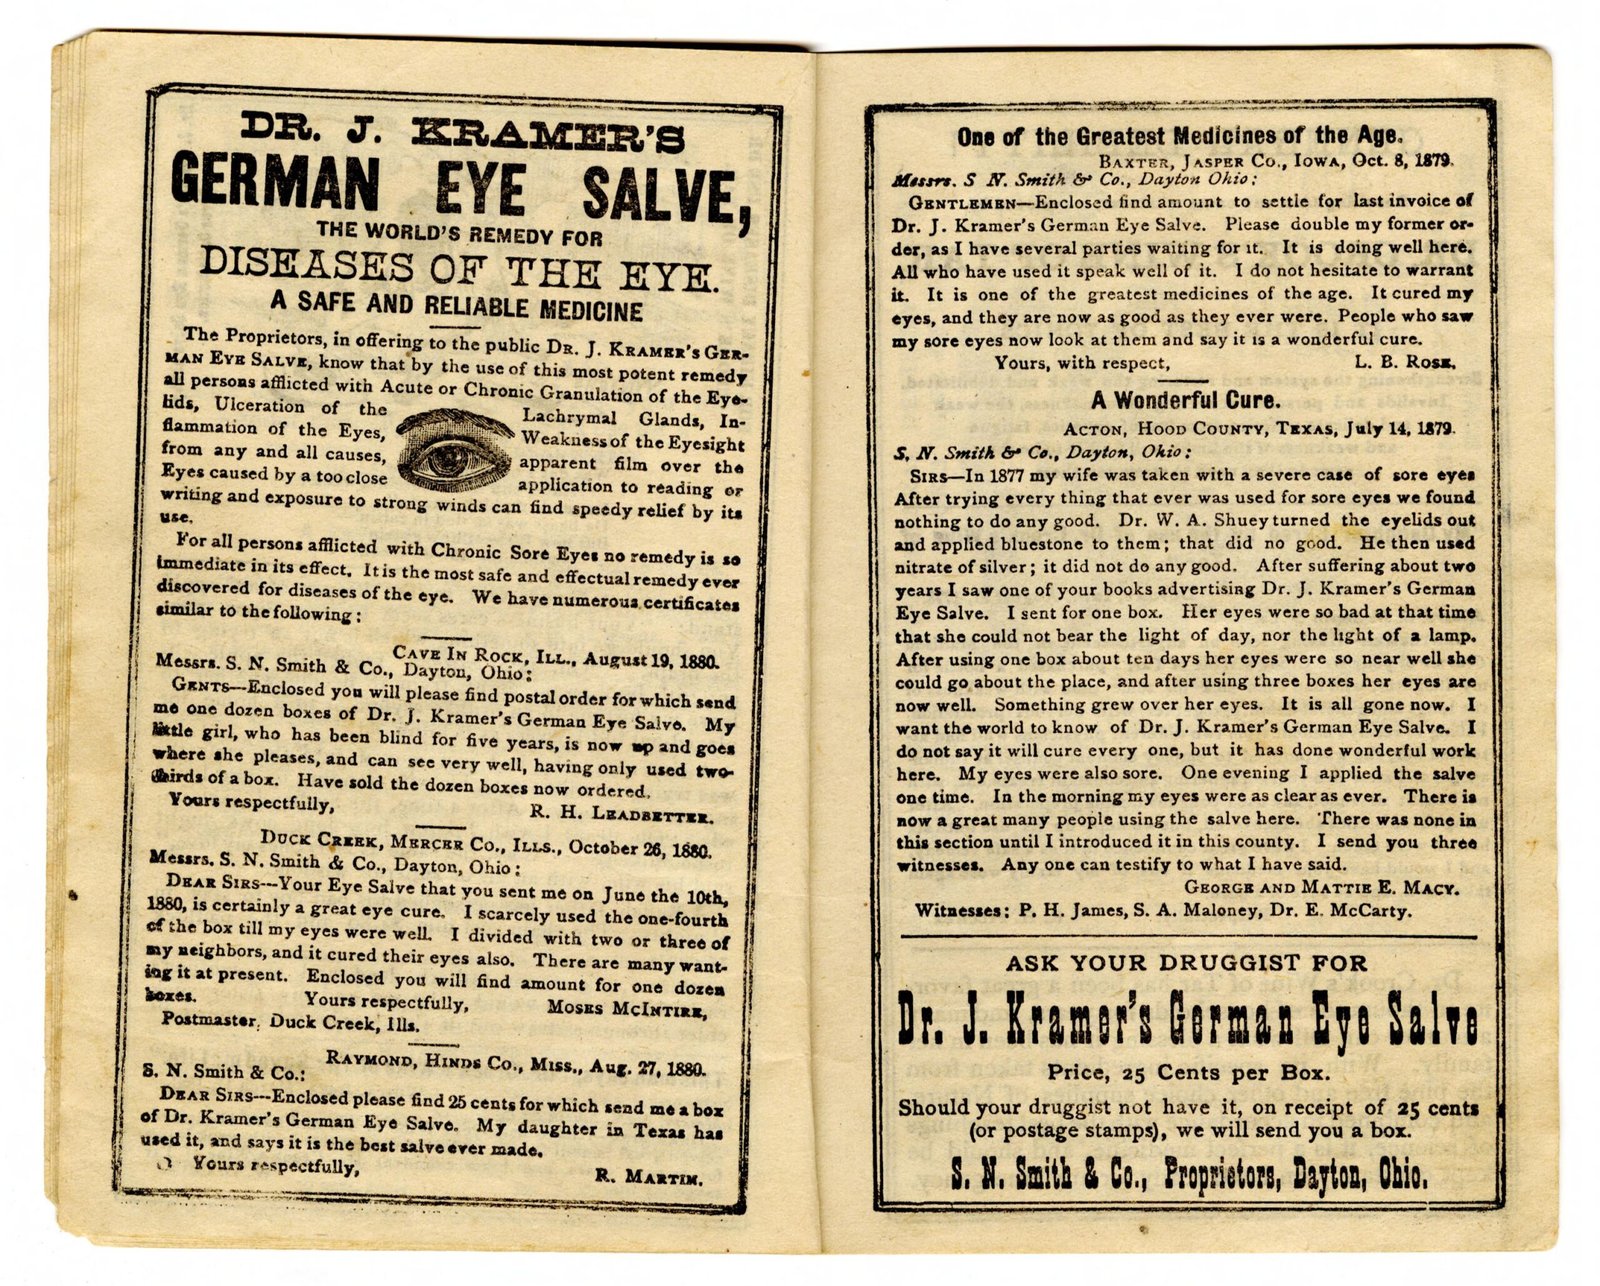 DR. J. KRAMER'S
GERMAN EYE SALVE,
THE WORLD'S REMEDY FOR
DISEASES OF THE EYE.
A SAFE AND RELIABLE MEDICINE
The Proprietors, in offering to the public DR. J. KRAMER'S GER-
MAN EYE SALVE, know that by the use of this most potent remedy
all persons afflicted with Acute or Chronic Granulation of the Eye-
lids, Ulceration of the Lachrymal Glands, In-
flammation of the Eyes, Weakness of the Eyesight
from any and all causes, apparent film over the
Eyes caused by a too close application to reading or
writing and exposure to strong winds can find speedy relief by its
use.
For all persons afflicted with Chronic Sore Eyes no remedy is so
immediate in its effect. It is the most safe and effectual remedy ever
discovered for diseases of the eye. We have numerous certificates
similar to the following:
CAVE IN ROCK, ILL., August 19, 1880.
Messrs. S. N. Smith & Co., Dayton, Ohio:
GENTS—Enclosed you will please find postal order for which send
me one dozen boxes of Dr. J. Kramer's German Eye Salve. My
little girl, who has been blind for five years, is now up and goes
where she pleases, and can see very well, having only used two-
thirds of a box. Have sold the dozen boxes now ordered.
Yours respectfully, R. H. LEADBETTER.
DUCK CREEK, MERCER CO., ILLS., October 26, 1880.
Messrs. S. N. Smith & Co., Dayton, Ohio:
DEAR SIRS---Your Eye Salve that you sent me on June the 10th,
1880, is certainly a great eye cure. I scarcely used the one-fourth
of the box till my eyes were well. I divided with two or three of
my neighbors, and it cured their eyes also. There are many want-
ing it at present. Enclosed you will find amount for one dozen
boxes. Yours respectfully, MOSES MCINTIRE,
Postmaster, Duck Creek, Ills.
RAYMOND, HINDS CO., MISS., Aug. 27, 1880.
S. N. Smith & Co.:
DEAR SIRS---Enclosed please find 25 cents for which send me a box
of Dr. Kramer's German Eye Salve. My daughter in Texas has
used it, and says it is the best salve ever made.
Yours respectfully, R. MARTIN.
One of the Greatest Medicines of the Age.
BAXTER, JASPER CO., IOWA, Oct. 8, 1879.
Messrs. S N. Smith & Co., Dayton Ohio:
GENTLEMEN—Enclosed find amount to settle for last invoice of
Dr. J. Kramer's German Eye Salve. Please double my former or-
der, as I have several parties waiting for it. It is doing well here.
All who have used it speak well of it. I do not hesitate to warrant
it. It is one of the greatest medicines of the age. It cured my
eyes, and they are now as good as they ever were. People who saw
my sore eyes now look at them and say it is a wonderful cure.
Yours, with respect, L. B. ROSE.
A Wonderful Cure.
ACTON, HOOD COUNTY, TEXAS, July 14, 1879.
S. N. Smith & Co., Dayton, Ohio:
SIRS—In 1877 my wife was taken with a severe case of sore eyes
After trying every thing that ever was used for sore eyes we found
nothing to do any good. Dr. W. A. Shuey turned the eyelids out
and applied bluestone to them; that did no good. He then used
nitrate of silver; it did not do any good. After suffering about two
years I saw one of your books advertising Dr. J. Kramer's German
Eye Salve. I sent for one box. Her eyes were so bad at that time
that she could not bear the light of day, nor the light of a lamp.
After using one box about ten days her eyes were so near well she
could go about the place, and after using three boxes her eyes are
now well. Something grew over her eyes. It is all gone now. I
want the world to know of Dr. J. Kramer's German Eye Salve. I
do not say it will cure every one, but it has done wonderful work
here. My eyes were also sore. One evening I applied the salve
one time. In the morning my eyes were as clear as ever. There is
now a great many people using the salve here. There was none in
this section until I introduced it in this county. I send you three
witnesses. Any one can testify to what I have said.
GEORGE AND MATTIE E. MACY.
Witnesses: P. H. James, S. A. Maloney, Dr. E. McCarty.
ASK YOUR DRUGGIST FOR
Dr. J. Kramer's German Eye Salve
Price, 25 Cents per Box.
Should your druggist not have it, on receipt of 25 cents
(or postage stamps), we will send you a box.
S. N. Smith & Co., Proprietors, Dayton, Ohio.